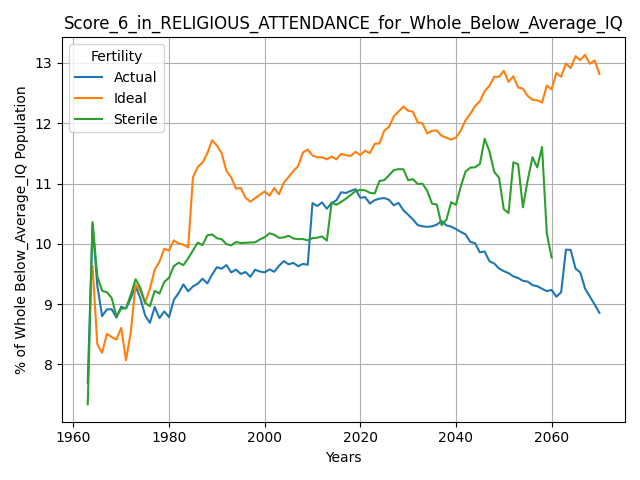 Score_6_in_RELIGIOUS_ATTENDANCE_for_Whole_Below_Average_IQ
Fertility
Actual
Ideal
Sterile
% of Whole Below_Average_IQ Population
13
12
11
10
9
8
1960
1980
2000
2020
2040
2060
Years